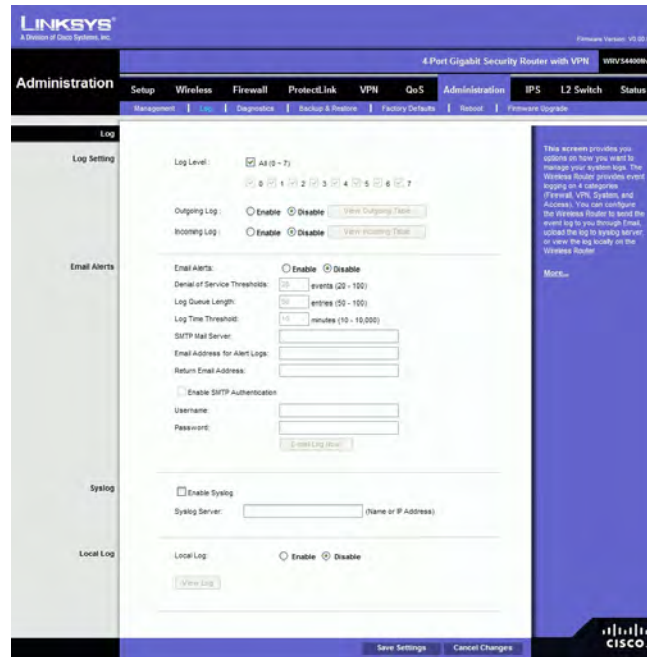 LINKSYS®
A Division of Cisco Systems, Inc.
Firmware Version: V0.00.
4-Port Gigabit Security Router with VPN
WRVS4400N
Administration
Setup Wireless Firewall ProtectLink VPN QoS Administration IPS L2 Switch Status
Management | Log | Diagnostics | Backup & Restore | Factory Defaults | Reboot | Firmware Upgrade
Log
Log Setting
Log Level: All (0 ~ 7)
0 1 2 3 4 5 6 7
Outgoing Log: Enable Disable View Outgoing Table
Incoming Log: Enable Disable View Incoming Table
Email Alerts
Email Alerts: Enable Disable
Denial of Service Thresholds: 20 events (20 - 100)
Log Queue Length: 50 entries (50 - 100)
Log Time Threshold: 10 minutes (10 - 10,000)
SMTP Mail Server:
Email Address for Alert Logs:
Return Email Address:
Enable SMTP Authentication
Username:
Password:
E-mail Log Now
Syslog
Enable Syslog
Syslog Server: (Name or IP Address)
Local Log
Local Log: Enable Disable
View Log
This screen provides you
options on how you want to
manage your system logs. The
Wireless Router provides event
logging on 4 categories
(Firewall, VPN, System, and
Access). You can configure
the Wireless Router to send the
event log to you through Email,
upload the log to syslog server,
or view the log locally on the
Wireless Router.
More...
Save Settings Cancel Changes
CISCO